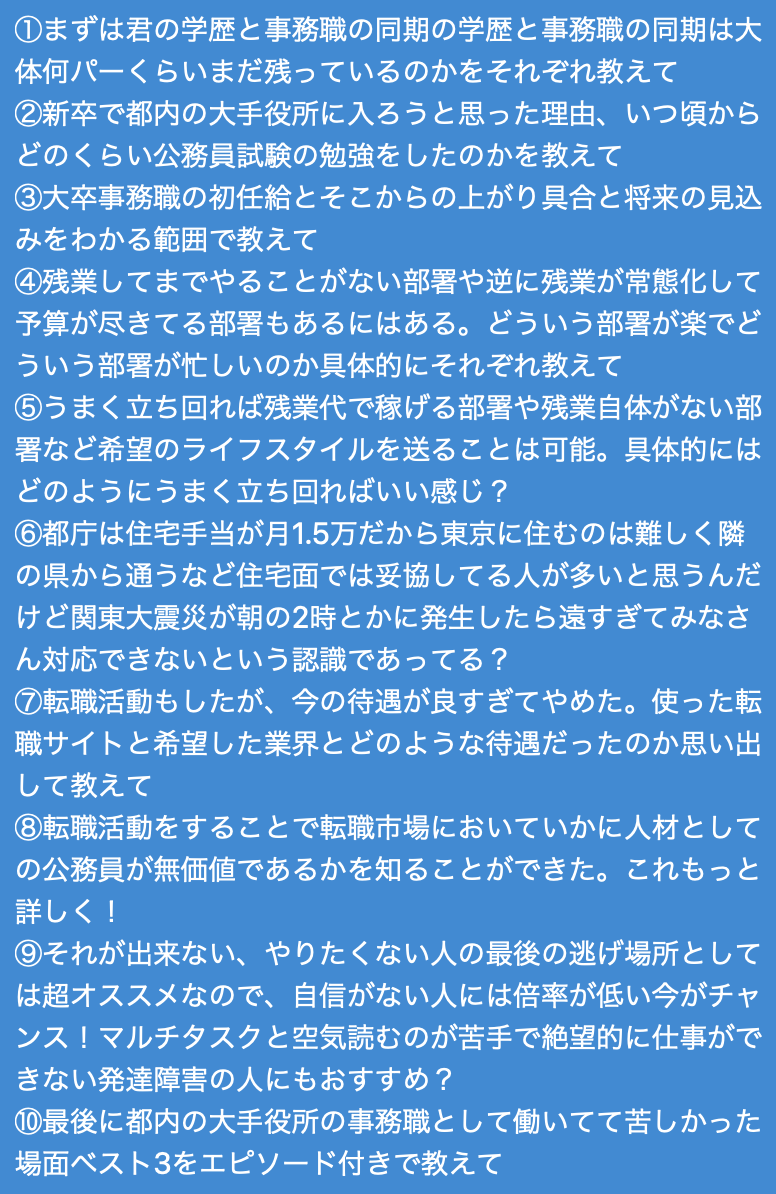 ①まずは君の学歴と事務職の同期の学歴と事務職の同期は大
体何パーくらいまだ残っているのかをそれぞれ教えて
②新卒で都内の大手役所に入ろうと思った理由、いつ頃から
どのくらい公務員試験の勉強をしたのかを教えて
③大卒事務職の初任給とそこからの上がり具合と将来の見込
みをわかる範囲で教えて
④残業してまでやることがない部署や逆に残業が常態化して
予算が尽きてる部署もあるにはある。どういう部署が楽でど
ういう部署が忙しいのか具体的にそれぞれ教えて
⑤うまく立ち回れば残業代で稼げる部署や残業自体がない部
署など希望のライフスタイルを送ることは可能。具体的には
どのようにうまく立ち回ればいい感じ？
⑥都庁は住宅手当が月1.5万だから東京に住むのは難しく隣
の県から通うなど住宅面では妥協してる人が多いと思うんだ
けど関東大震災が朝の2時とかに発生したら遠すぎてみなさ
ん対応できないという認識であってる？
⑦転職活動もしたが、今の待遇が良すぎてやめた。使った転
職サイトと希望した業界とどのような待遇だったのか思い出
して教えて
⑧転職活動をすることで転職市場においていかに人材として
の公務員が無価値であるかを知ることができた。これもっと
詳しく！
⑨それが出来ない、やりたくない人の最後の逃げ場所として
は超オススメなので、自信がない人には倍率が低い今がチャ
ンス！マルチタスクと空気読むのが苦手で絶望的に仕事がで
きない発達障害の人にもおすすめ？
⑩最後に都内の大手役所の事務職として働いてて苦しかった
場面ベスト3をエピソード付きで教えて